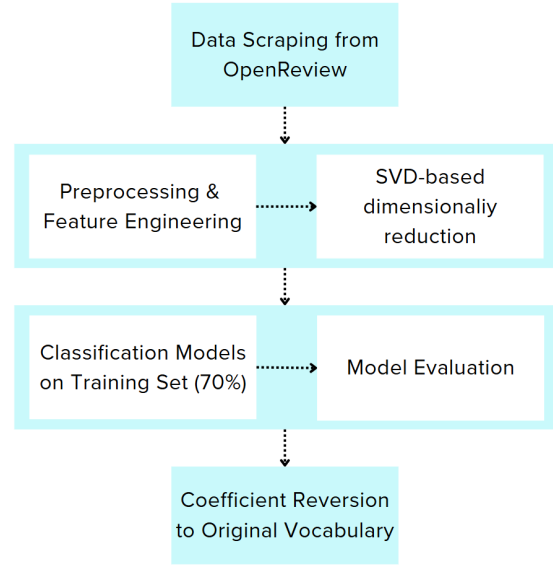 Data Scraping from
OpenReview
Preprocessing &
Feature Engineering
SVD-based
dimensionaliy
reduction
Classification Models
on Training Set (70%)
Model Evaluation
Coefficient Reversion
to Original Vocabulary